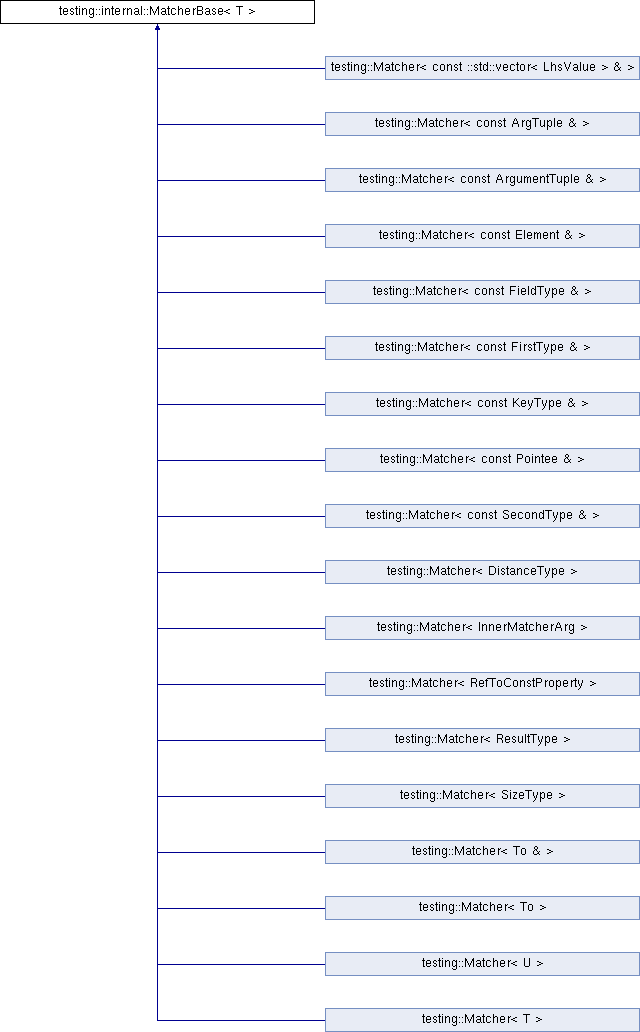 testing::internal::MatcherBase< T >
testing::Matcher< const ::std::vector< LhsValue > & >
testing::Matcher< const ArgTuple & >
testing::Matcher< const ArgumentTuple & >
testing::Matcher< const Element & >
testing::Matcher< const FieldType & >
testing::Matcher< const FirstType & >
testing::Matcher< const KeyType & >
testing::Matcher< const Pointee & >
testing::Matcher< const SecondType & >
testing::Matcher< DistanceType >
testing::Matcher< InnerMatcherArg >
testing::Matcher< RefToConstProperty >
testing::Matcher< ResultType >
testing::Matcher< SizeType >
testing::Matcher< To & >
testing::Matcher< To >
testing::Matcher< U >
testing::Matcher< T >